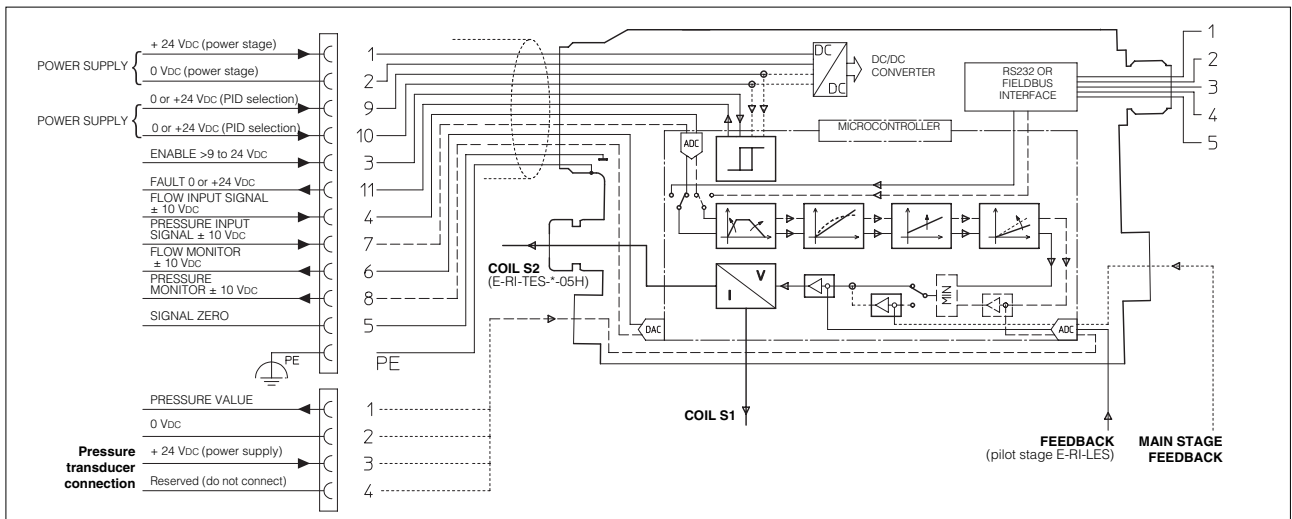 + 24 VDC (power stage)
POWER SUPPLY
0 VDC (power stage)
0 or +24 VDC (PID selection)
POWER SUPPLY
0 or +24 VDC (PID selection)
ENABLE >9 to 24 VDC
FAULT 0 or +24 VDC
FLOW INPUT SIGNAL
± 10 VDC
PRESSURE INPUT
SIGNAL ± 10 VDC
FLOW MONITOR
± 10 VDC
PRESSURE
MONITOR ± 10 VDC
SIGNAL ZERO
PE
1
2
9
10
3
11
4
7
6
8
5
PE
PRESSURE VALUE
0 VDC
+ 24 VDC (power supply)
Reserved (do not connect)
Pressure
transducer
connection
1
2
3
4
DC
DC
DC/DC
CONVERTER
RS232 OR
FIELDBUS
INTERFACE
1
2
3
4
5
MICROCONTROLLER
ADC
COIL S2
(E-RI-TES-*-05H)
V
I
MIN
DAC
ADC
COIL S1
FEEDBACK
(pilot stage E-RI-LES)
MAIN STAGE
FEEDBACK